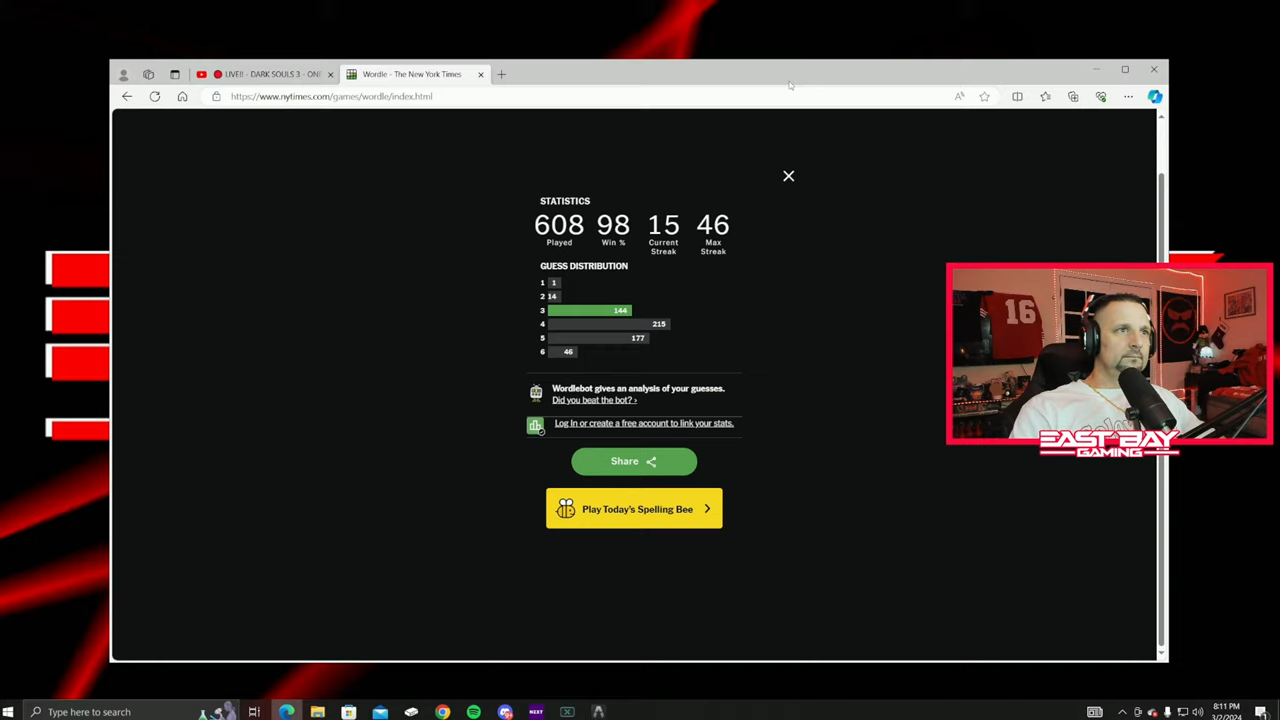 LIVE!! - DARK SOULS 3 - ON
Wordle - The New York Times
https://www.nytimes.com/games/wordle/index.html
STATISTICS
608 98 15 46
Played Win % Current Streak Max Streak
GUESS DISTRIBUTION
1 1
2 14
3 144
4 215
5 177
6 46
Wordlebot gives an analysis of your guesses.
Did you beat the bot? ›
Log In or create a free account to link your stats.
Share
Play Today's Spelling Bee
16
EAST BAY
GAMING
Type here to search
NZXT
8:11 PM
3/2/2024